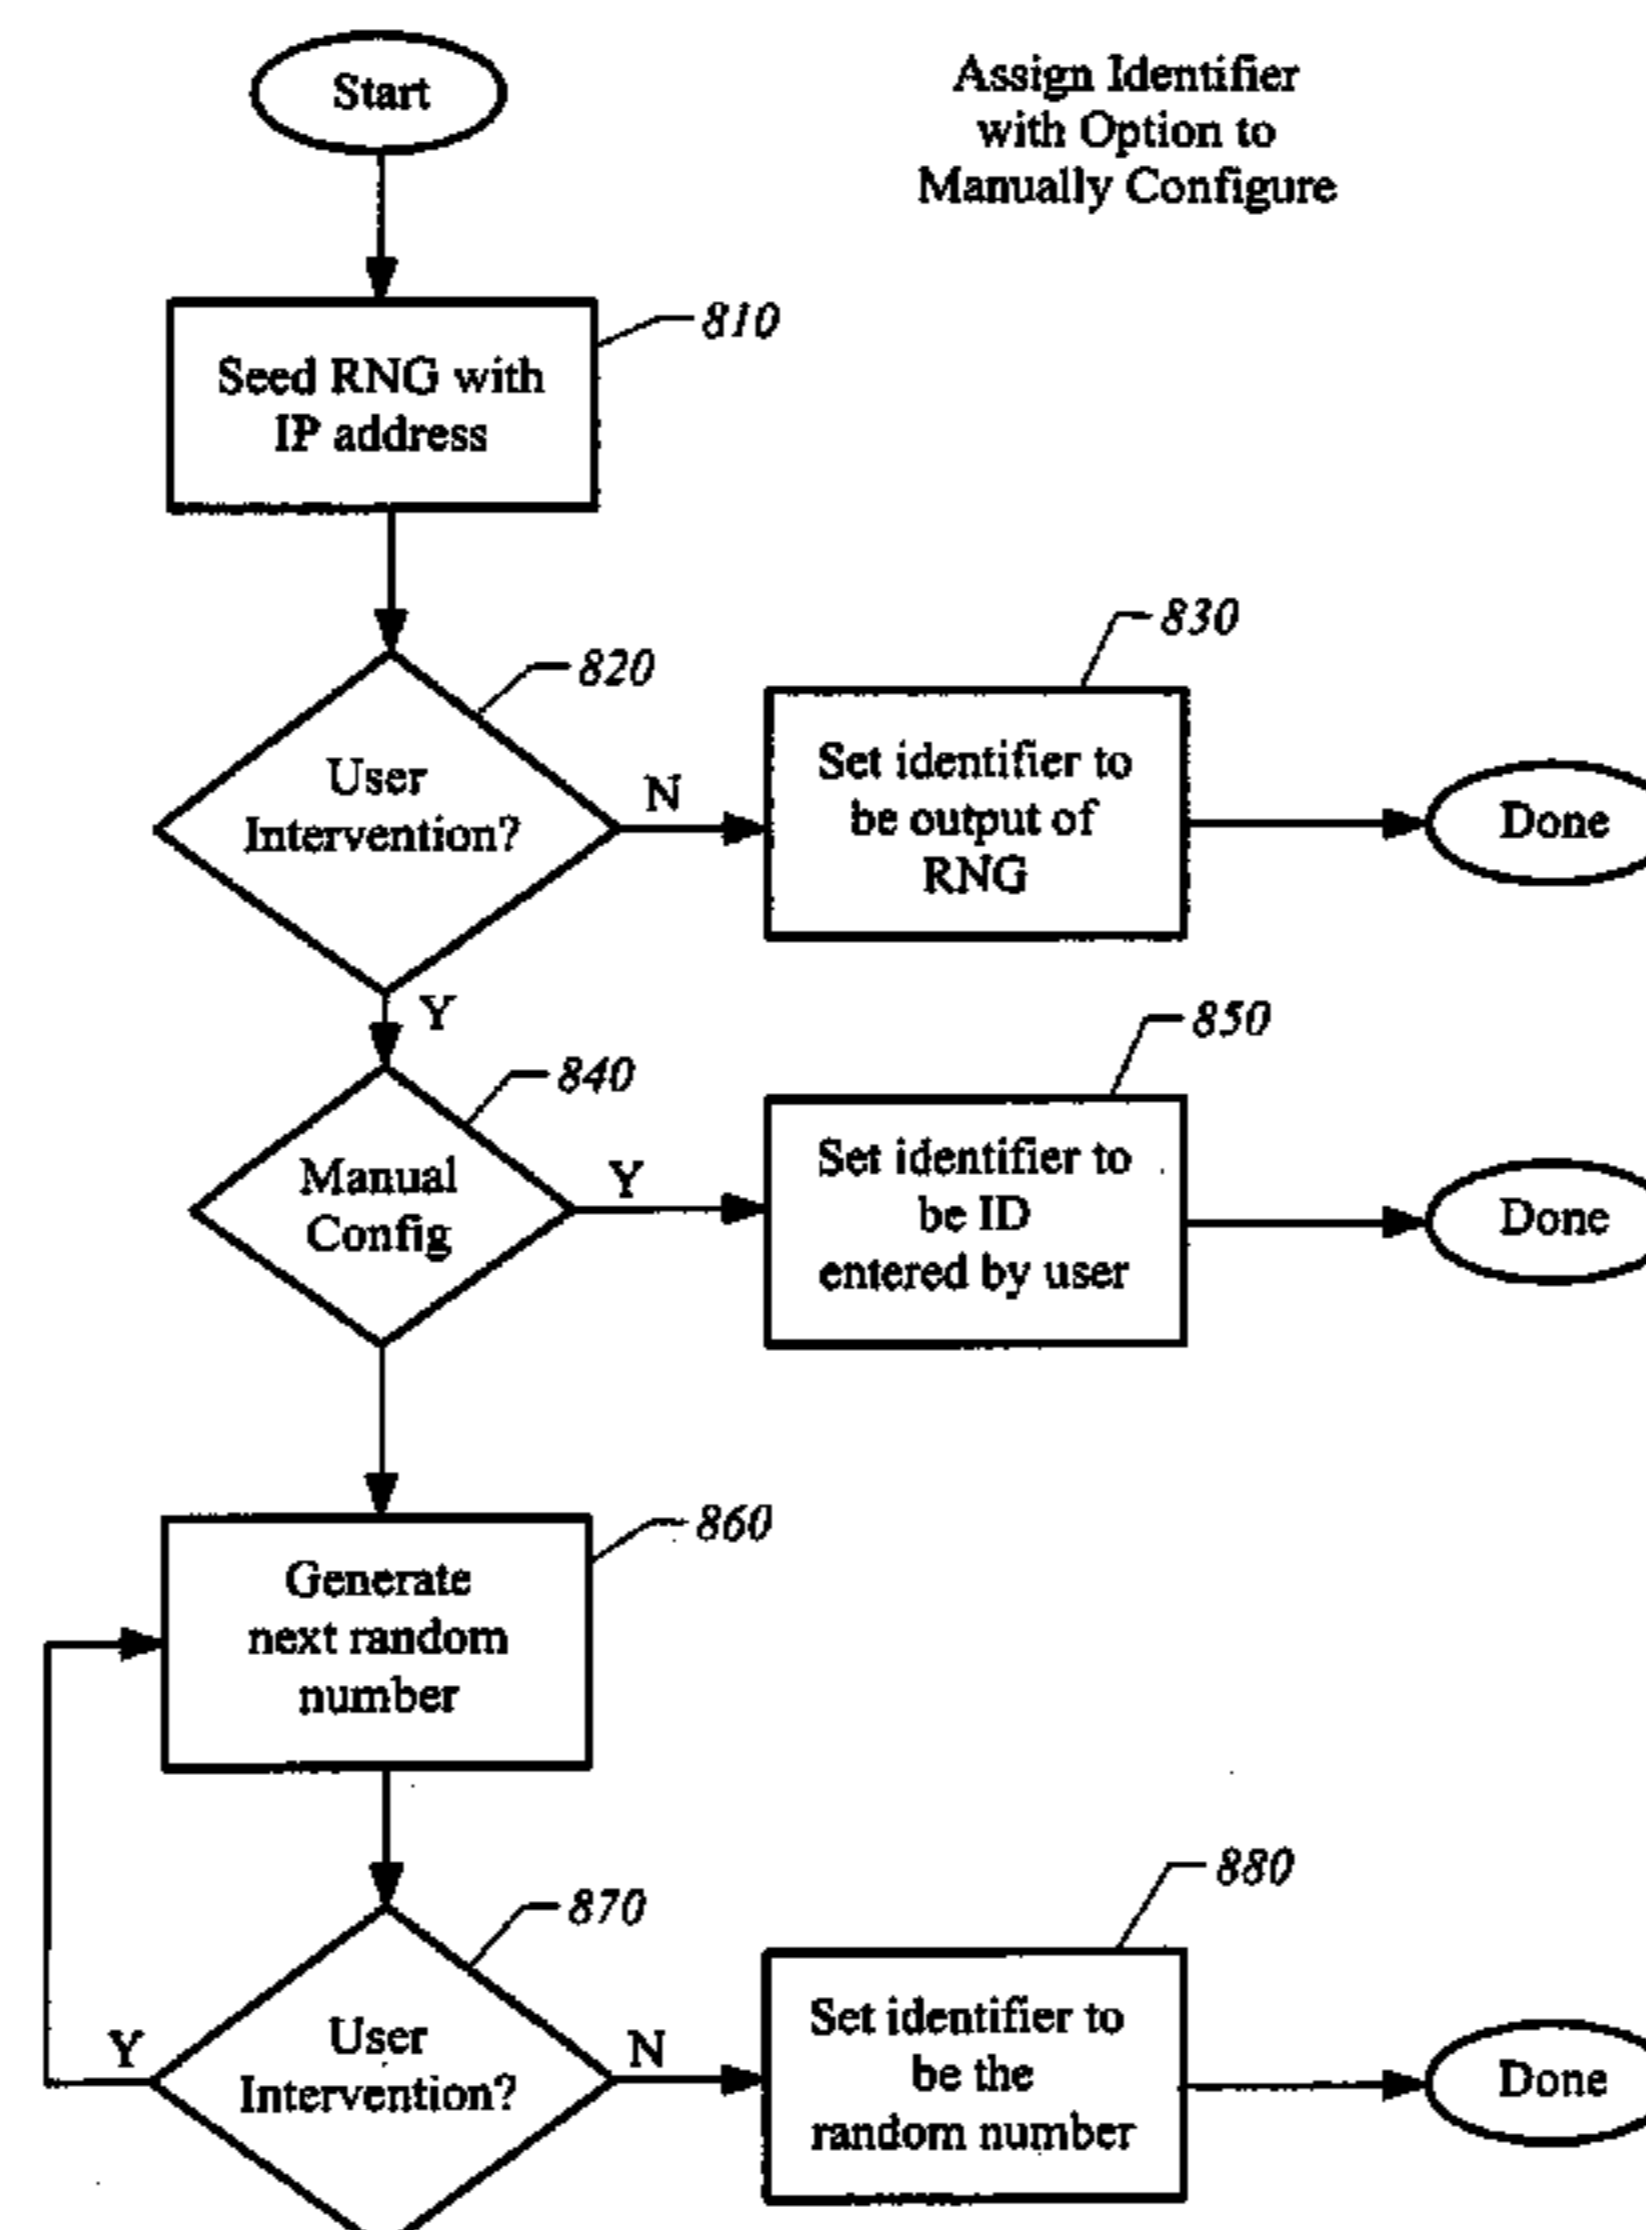 Start
Assign Identifier
with Option to
Manually Configure
810
Seed RNG with
IP address
820
User
Intervention?
N
830
Set identifier to
be output of
RNG
Done
Y
840
Manual
Config
Y
850
Set identifier to
be ID
entered by user
Done
860
Generate
next random
number
870
User
Intervention?
Y
N
880
Set identifier to
be the
random number
Done